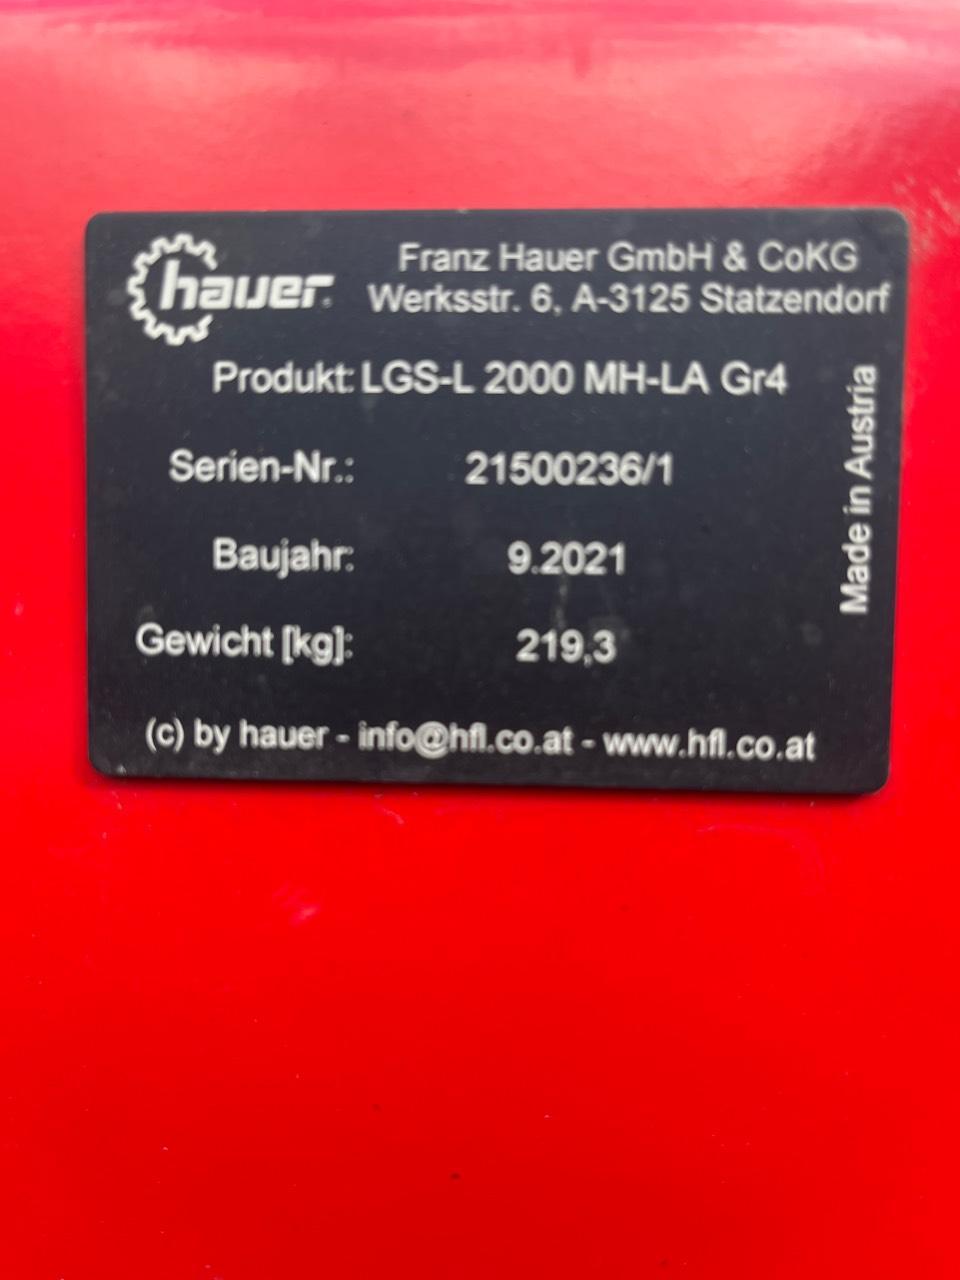 hauer
Franz Hauer GmbH & CoKG
Werksstr. 6, A-3125 Statzendorf
Produkt: LGS-L 2000 MH-LA Gr4
Serien-Nr.: 21500236/1
Baujahr: 9.2021
Gewicht [kg]: 219,3
Made in Austria
(c) by hauer - info@hfl.co.at - www.hfl.co.at